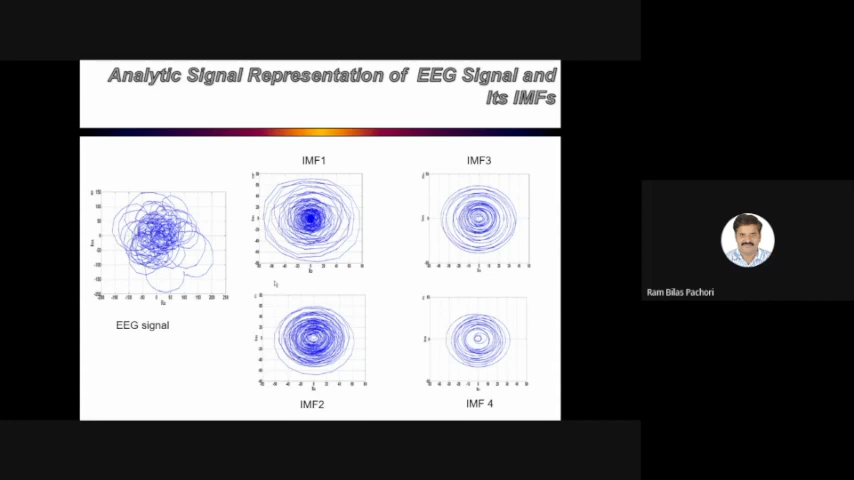 Analytic Signal Representation of EEG Signal and
Its IMFs
IMF1
IMF3
EEG signal
IMF2
IMF 4
Ram Bilas Pachori